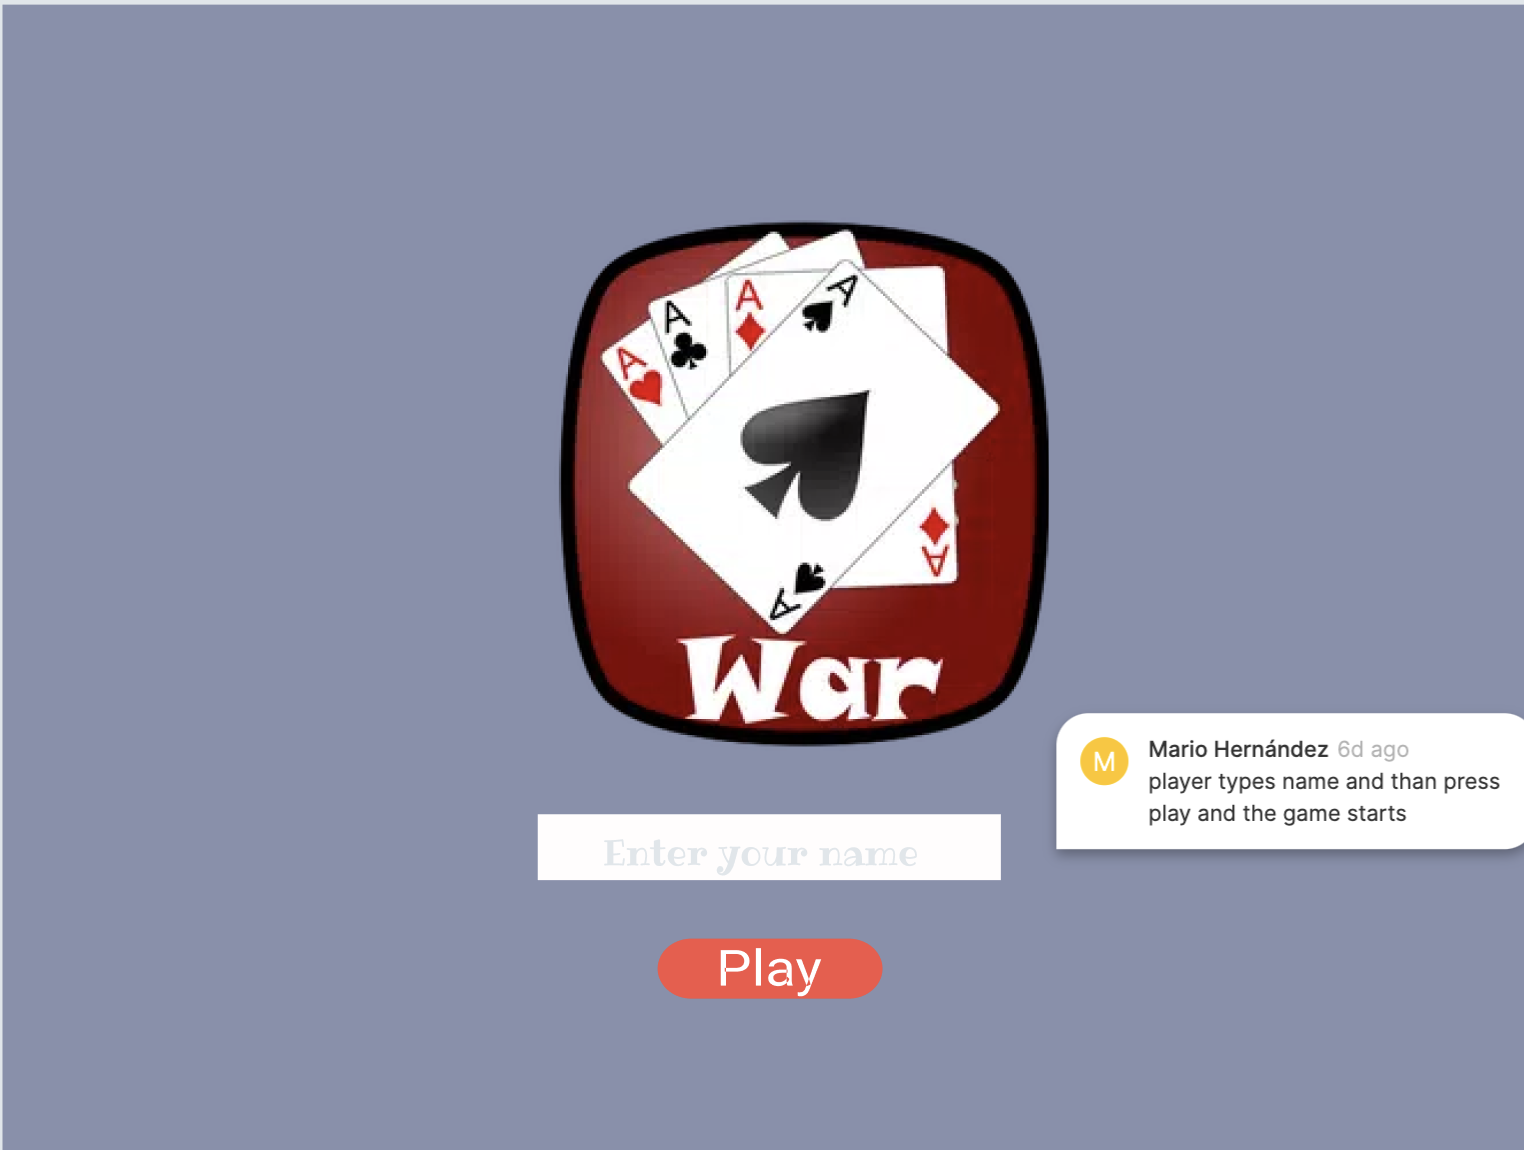 A
A
A
A
A
A
War
M
Mario Hernández 6d ago
player types name and than press
play and the game starts
Enter your name
Play